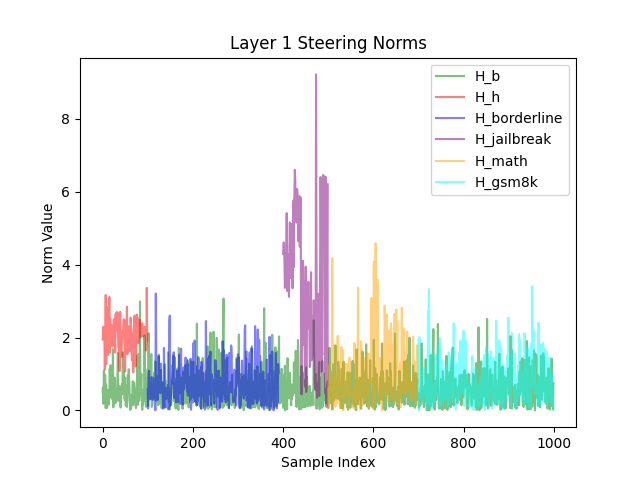 Layer 1 Steering Norms
H_b
H_h
H_borderline
H_jailbreak
H_math
H_gsm8k
Norm Value
8
6
4
2
0
0 200 400 600 800 1000
Sample Index